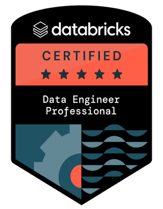 databricks
CERTIFIED
Data Engineer
Professional